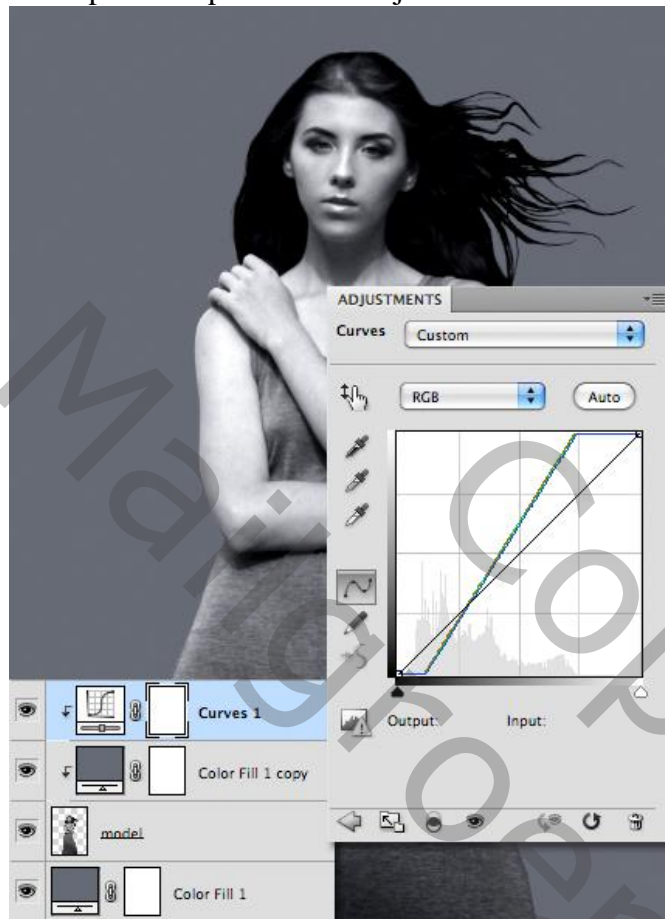 ADJUSTMENTS
Curves Custom
RGB Auto
Output: Input:
Curves 1
Color Fill 1 copy
model
Color Fill 1